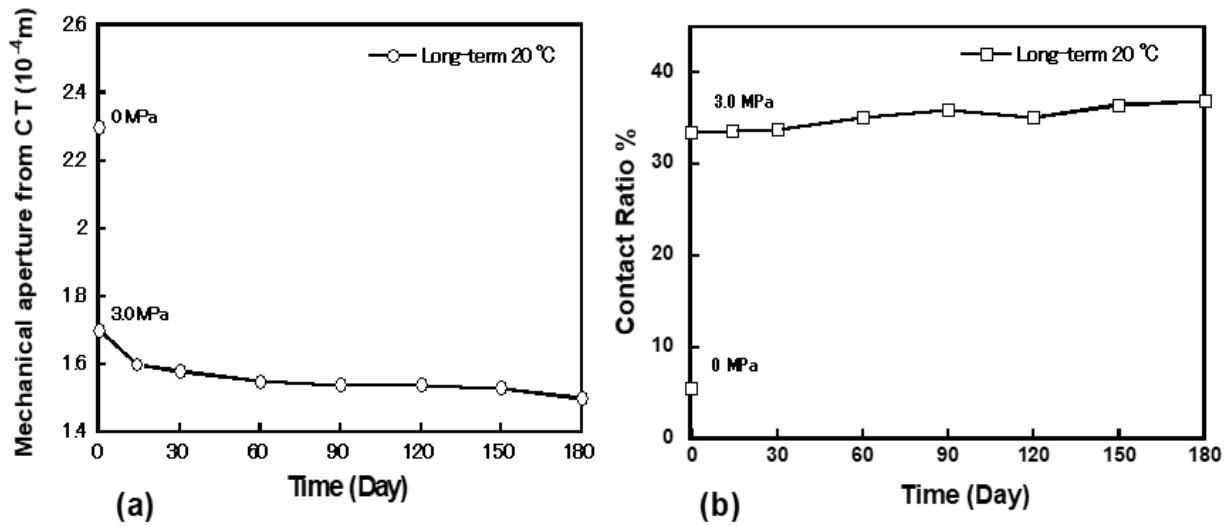 Mechanical aperture from CT (10⁻⁴m)
2.6
2.4
2.2
2
1.8
1.6
1.4
Long-term 20 °C
0 MPa
3.0 MPa
0 30 60 90 120 150 180
Time (Day)
(a)
Contact Ratio %
40
30
20
10
0
Long-term 20 °C
3.0 MPa
0 MPa
0 30 60 90 120 150 180
Time (Day)
(b)